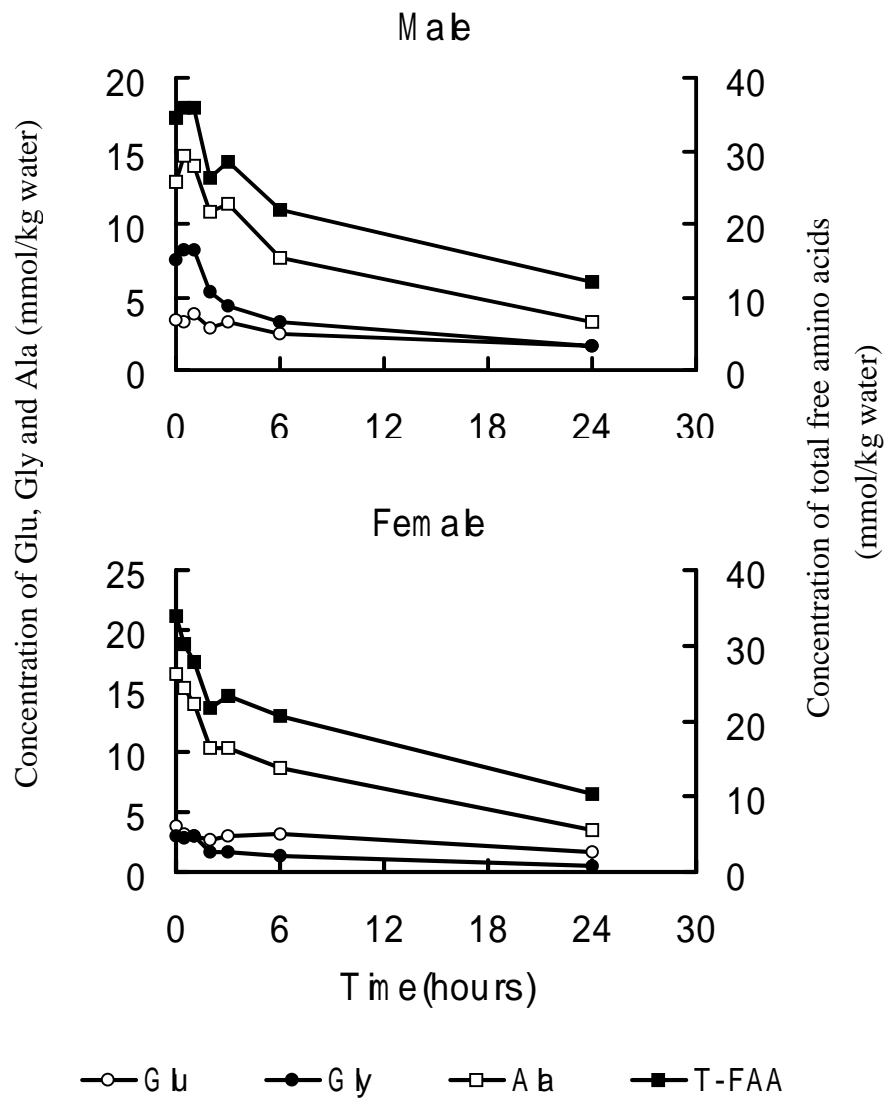 Male
Concentration of Glu, Gly and Ala (mmol/kg water)
20
15
10
5
0
40
30
20
10
0
0 6 12 18 24 30
Concentration of total free amino acids
(mmol/kg water)
Female
25
20
15
10
5
0
40
30
20
10
0
0 6 12 18 24 30
Time (hours)
Glu Gly Ala T-FAA